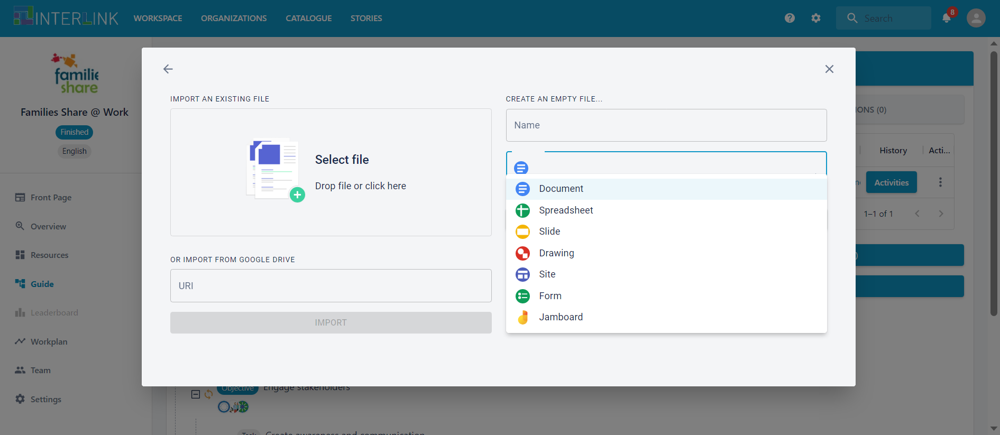 INTERLINK WORKSPACE ORGANIZATIONS CATALOGUE STORIES Search 8
families
share
Families Share @ Work
Finished
English
Front Page
Overview
Resources
Guide
Leaderboard
Workplan
Team
Settings
IMPORT AN EXISTING FILE
Select file
Drop file or click here
OR IMPORT FROM GOOGLE DRIVE
URI
IMPORT
CREATE AN EMPTY FILE...
Name
Document
Spreadsheet
Slide
Drawing
Site
Form
Jamboard
IONS (0)
History Acti...
Activities
1–1 of 1
Objective Engage stakeholders
Task Create awareness and communication